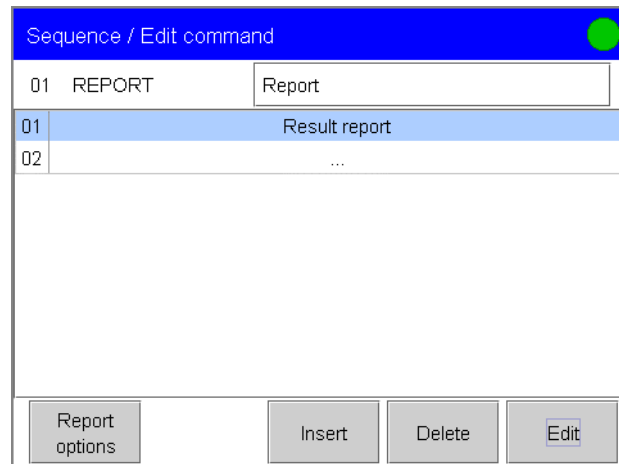 Sequence / Edit command
01 REPORT Report
01 Result report
02 ...
Report
options
Insert Delete Edit